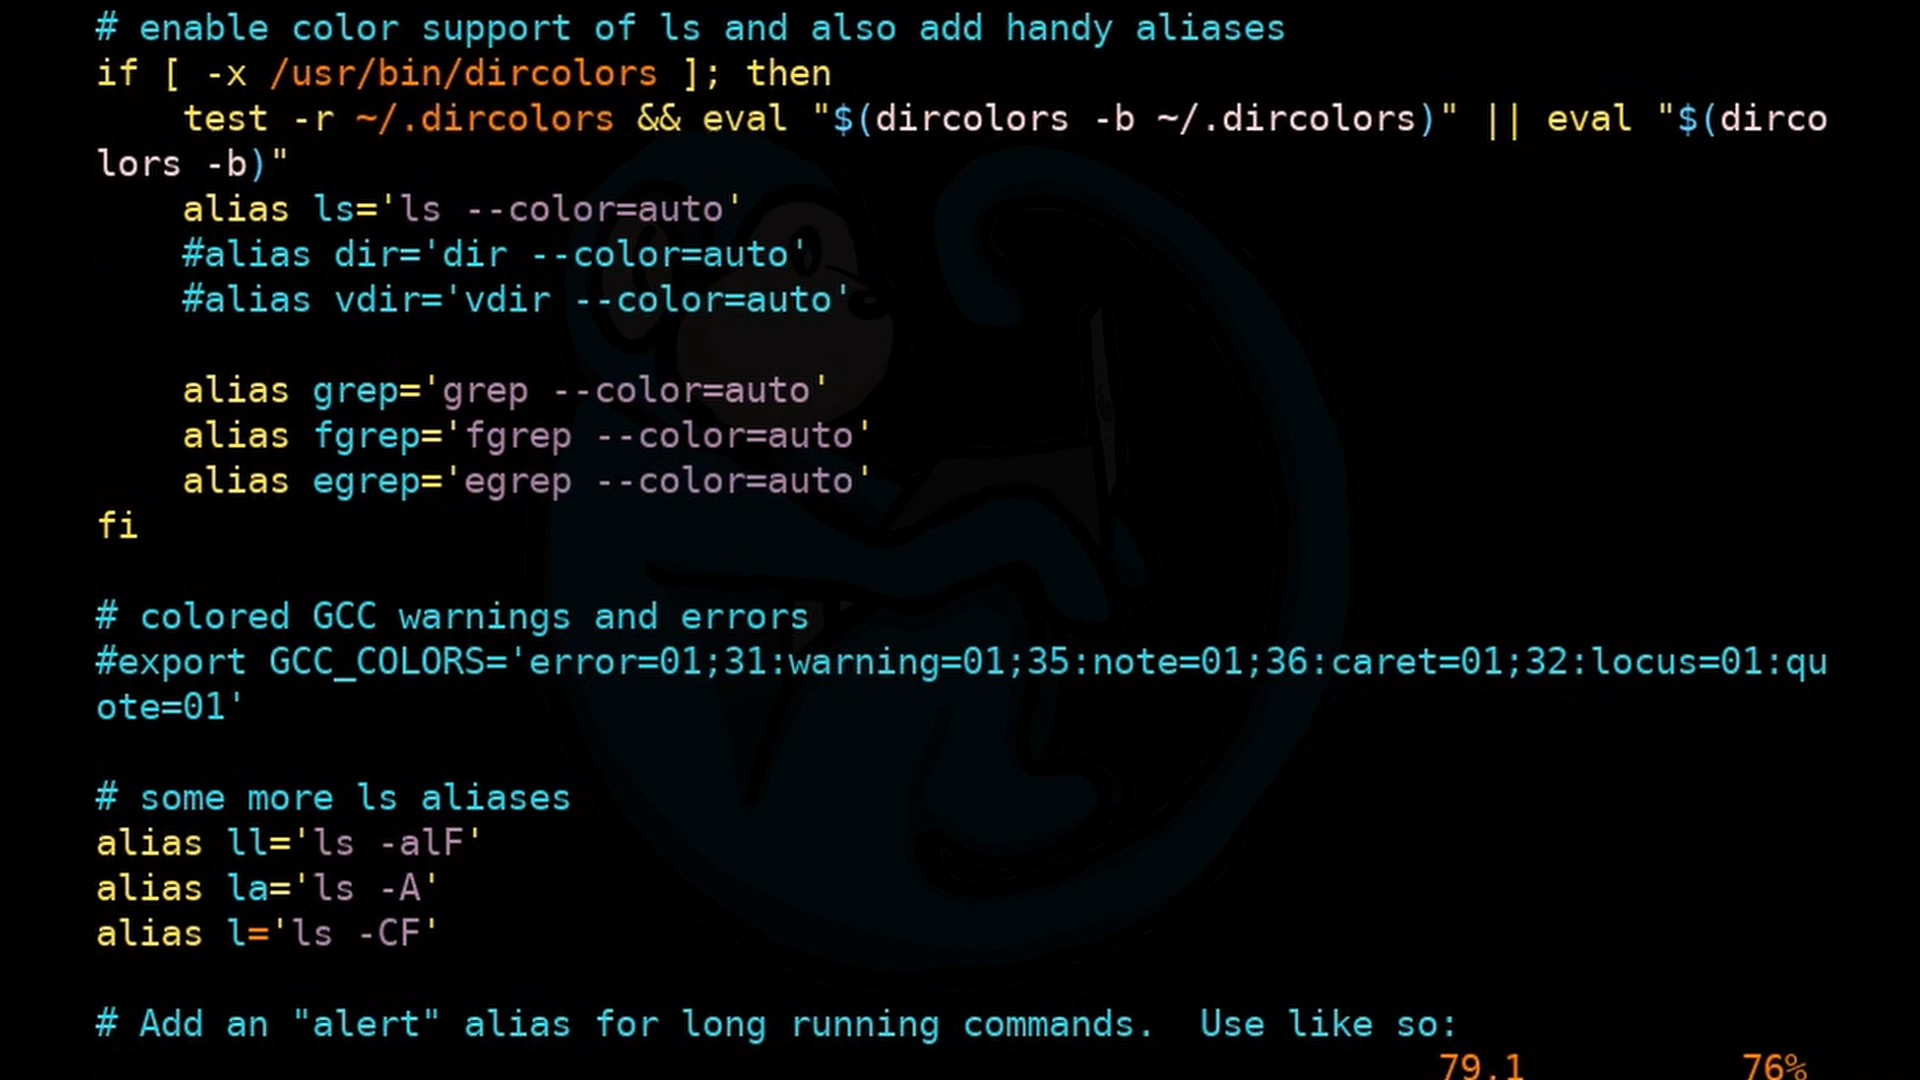 # enable color support of ls and also add handy aliases
if [ -x /usr/bin/dircolors ]; then
    test -r ~/.dircolors && eval "$(dircolors -b ~/.dircolors)" || eval "$(dirco
lors -b)"
    alias ls='ls --color=auto'
    #alias dir='dir --color=auto'
    #alias vdir='vdir --color=auto'

    alias grep='grep --color=auto'
    alias fgrep='fgrep --color=auto'
    alias egrep='egrep --color=auto'
fi

# colored GCC warnings and errors
#export GCC_COLORS='error=01;31:warning=01;35:note=01;36:caret=01;32:locus=01:qu
ote=01'

# some more ls aliases
alias ll='ls -alF'
alias la='ls -A'
alias l='ls -CF'

# Add an "alert" alias for long running commands.  Use like so:
79,1 76%